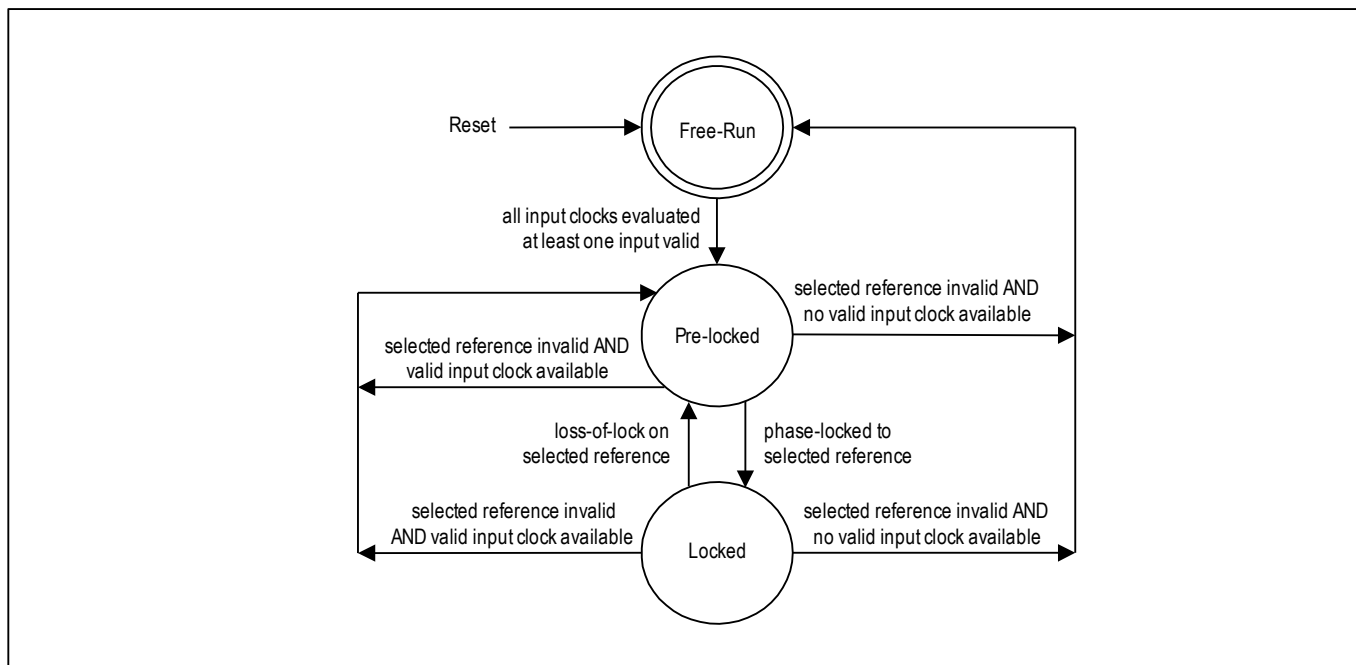 Reset
Free-Run
all input clocks evaluated
at least one input valid
selected reference invalid AND
no valid input clock available
Pre-locked
selected reference invalid AND
valid input clock available
loss-of-lock on
selected reference
phase-locked to
selected reference
selected reference invalid
AND valid input clock available
Locked
selected reference invalid AND
no valid input clock available